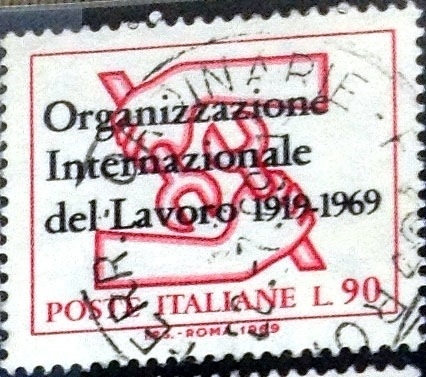 Organizzazione
Internazionale
del Lavoro 1919-1969
POSTE ITALIANE L. 90
ROMA 1969